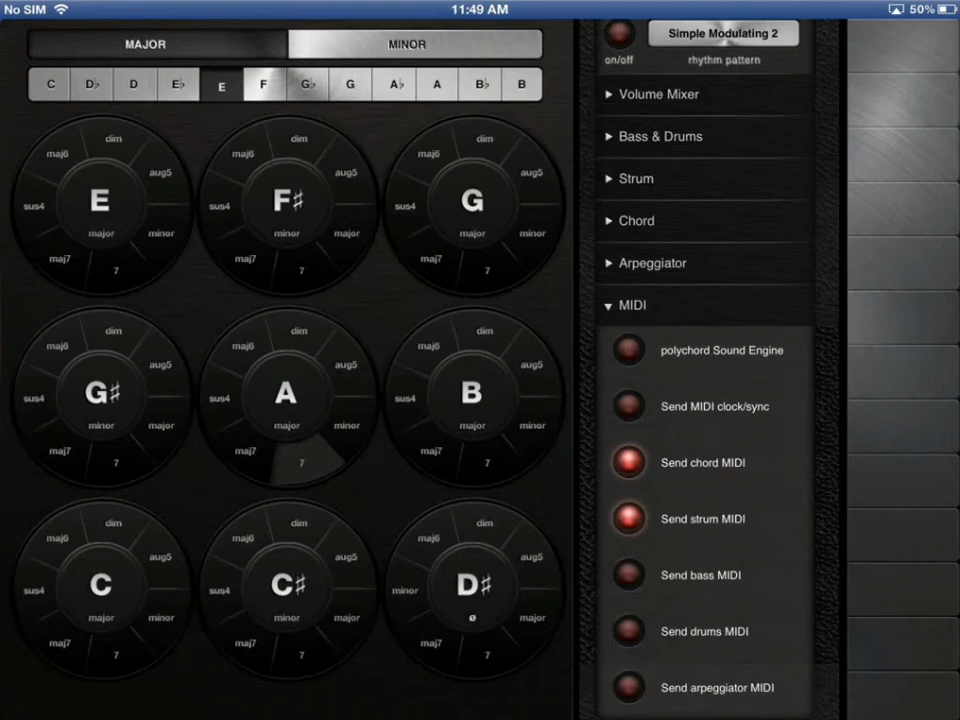 No SIM 11:49 AM 50%
MAJOR MINOR
C D♭ D E♭ E F G♭ G A♭ A B♭ B
dim
maj6
aug5
E
sus4
minor
major
maj7
7
dim
maj6
aug5
F♯
sus4
major
minor
maj7
7
dim
maj6
aug5
G
sus4
minor
major
maj7
7
dim
maj6
aug5
G♯
sus4
major
minor
maj7
7
dim
maj6
aug5
A
sus4
minor
major
maj7
7
dim
maj6
aug5
B
sus4
minor
major
maj7
7
dim
maj6
aug5
C
sus4
minor
major
maj7
7
dim
maj6
aug5
C♯
sus4
major
minor
maj7
7
dim
maj6
aug5
D♯
minor
major
ø
maj7
7
Simple Modulating 2
on/off rhythm pattern
Volume Mixer
Bass & Drums
Strum
Chord
Arpeggiator
MIDI
polychord Sound Engine
Send MIDI clock/sync
Send chord MIDI
Send strum MIDI
Send bass MIDI
Send drums MIDI
Send arpeggiator MIDI